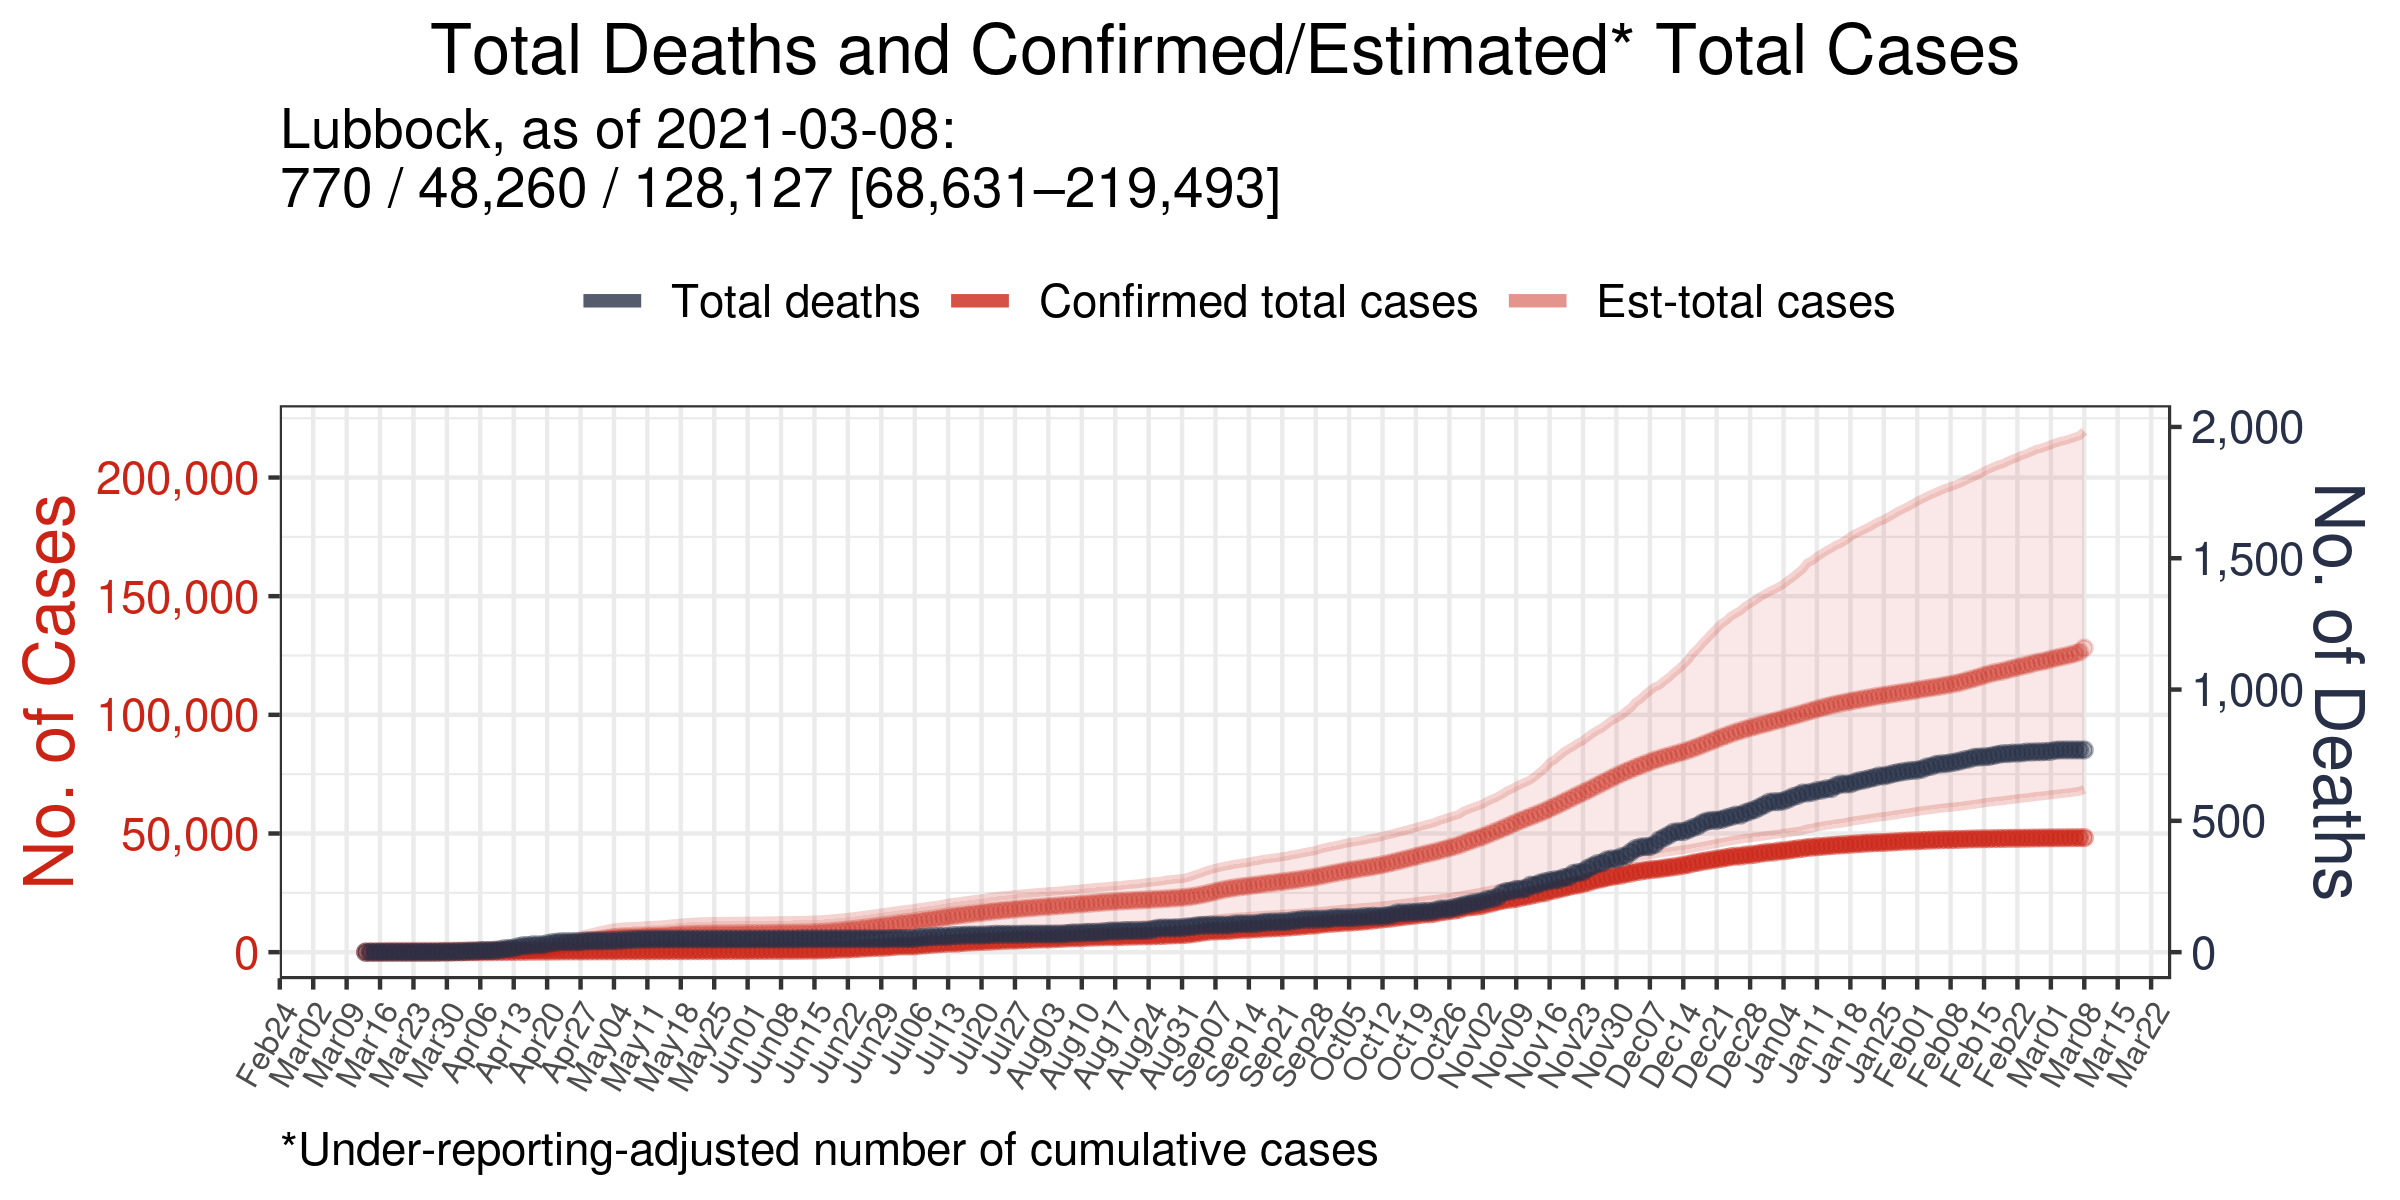 Total Deaths and Confirmed/Estimated* Total Cases
Lubbock, as of 2021-03-08:
770 / 48,260 / 128,127 [68,631–219,493]
Total deaths
Confirmed total cases
Est-total cases
No. of Cases
200,000
150,000
100,000
50,000
0
2,000
1,500
1,000
500
0
No. of Deaths
Feb24
Mar02
Mar09
Mar16
Mar23
Mar30
Apr06
Apr13
Apr20
Apr27
May04
May11
May18
May25
Jun01
Jun08
Jun15
Jun22
Jun29
Jul06
Jul13
Jul20
Jul27
Aug03
Aug10
Aug17
Aug24
Aug31
Sep07
Sep14
Sep21
Sep28
Oct05
Oct12
Oct19
Oct26
Nov02
Nov09
Nov16
Nov23
Nov30
Dec07
Dec14
Dec21
Dec28
Jan04
Jan11
Jan18
Jan25
Feb01
Feb08
Feb15
Feb22
Mar01
Mar08
Mar15
Mar22
*Under-reporting-adjusted number of cumulative cases